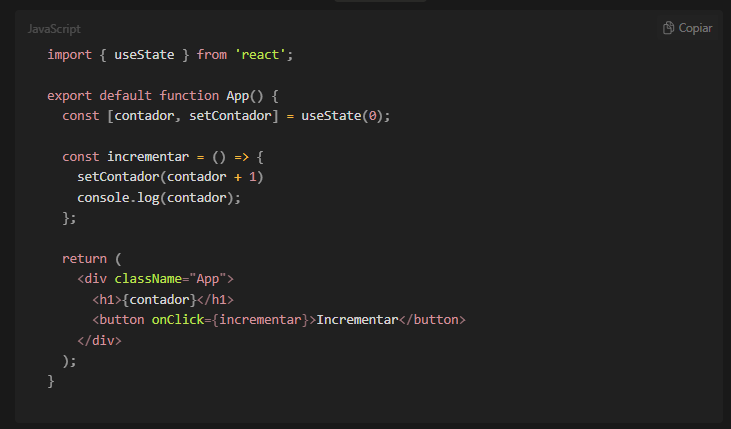 JavaScript
Copiar
import { useState } from 'react';
export default function App() {
const [contador, setContador] = useState(0);
const incrementar = () => {
setContador(contador + 1)
console.log(contador);
};
return (
<div className="App">
<h1>{contador}</h1>
<button onClick={incrementar}>Incrementar</button>
</div>
);
}